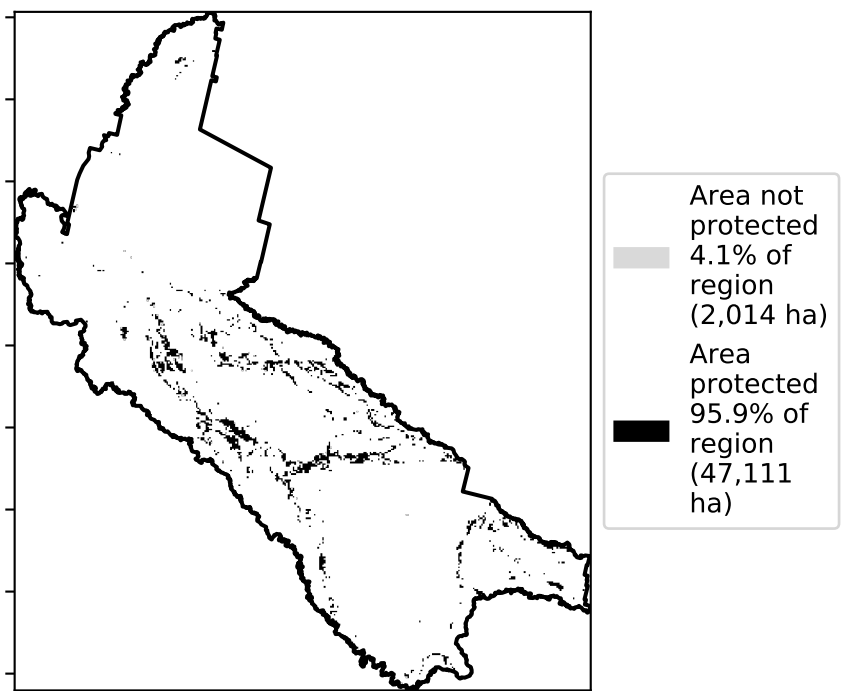 Area not
protected
4.1% of
region
(2,014 ha)
Area
protected
95.9% of
region
(47,111
ha)